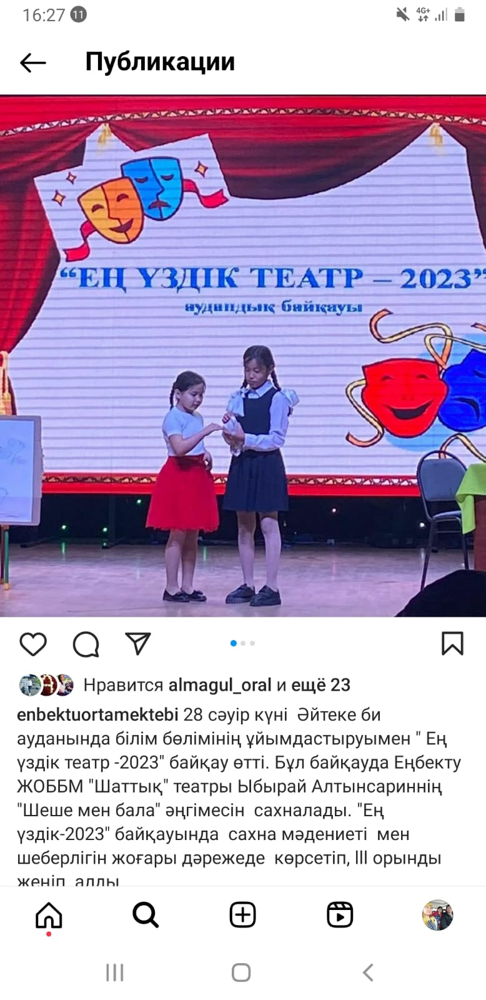 16:27 11
4G+
Публикации
“ЕҢ ҮЗДІК ТЕАТР – 2023”
аудандық байқауы
Нравится almagul_oral и ещё 23
enbektuortamektebi 28 сәуір күні Әйтеке би
ауданында білім бөлімінің ұйымдастыруымен " Ең
үздік театр -2023" байқау өтті. Бұл байқауда Еңбекту
ЖОББМ "Шаттық" театры Ыбырай Алтынсариннің
"Шеше мен бала" әңгімесін сахналады. "Ең
үздік-2023" байқауында сахна мәдениеті мен
шеберлігін жоғары дәрежеде көрсетіп, lll орынды
жеңіп алды